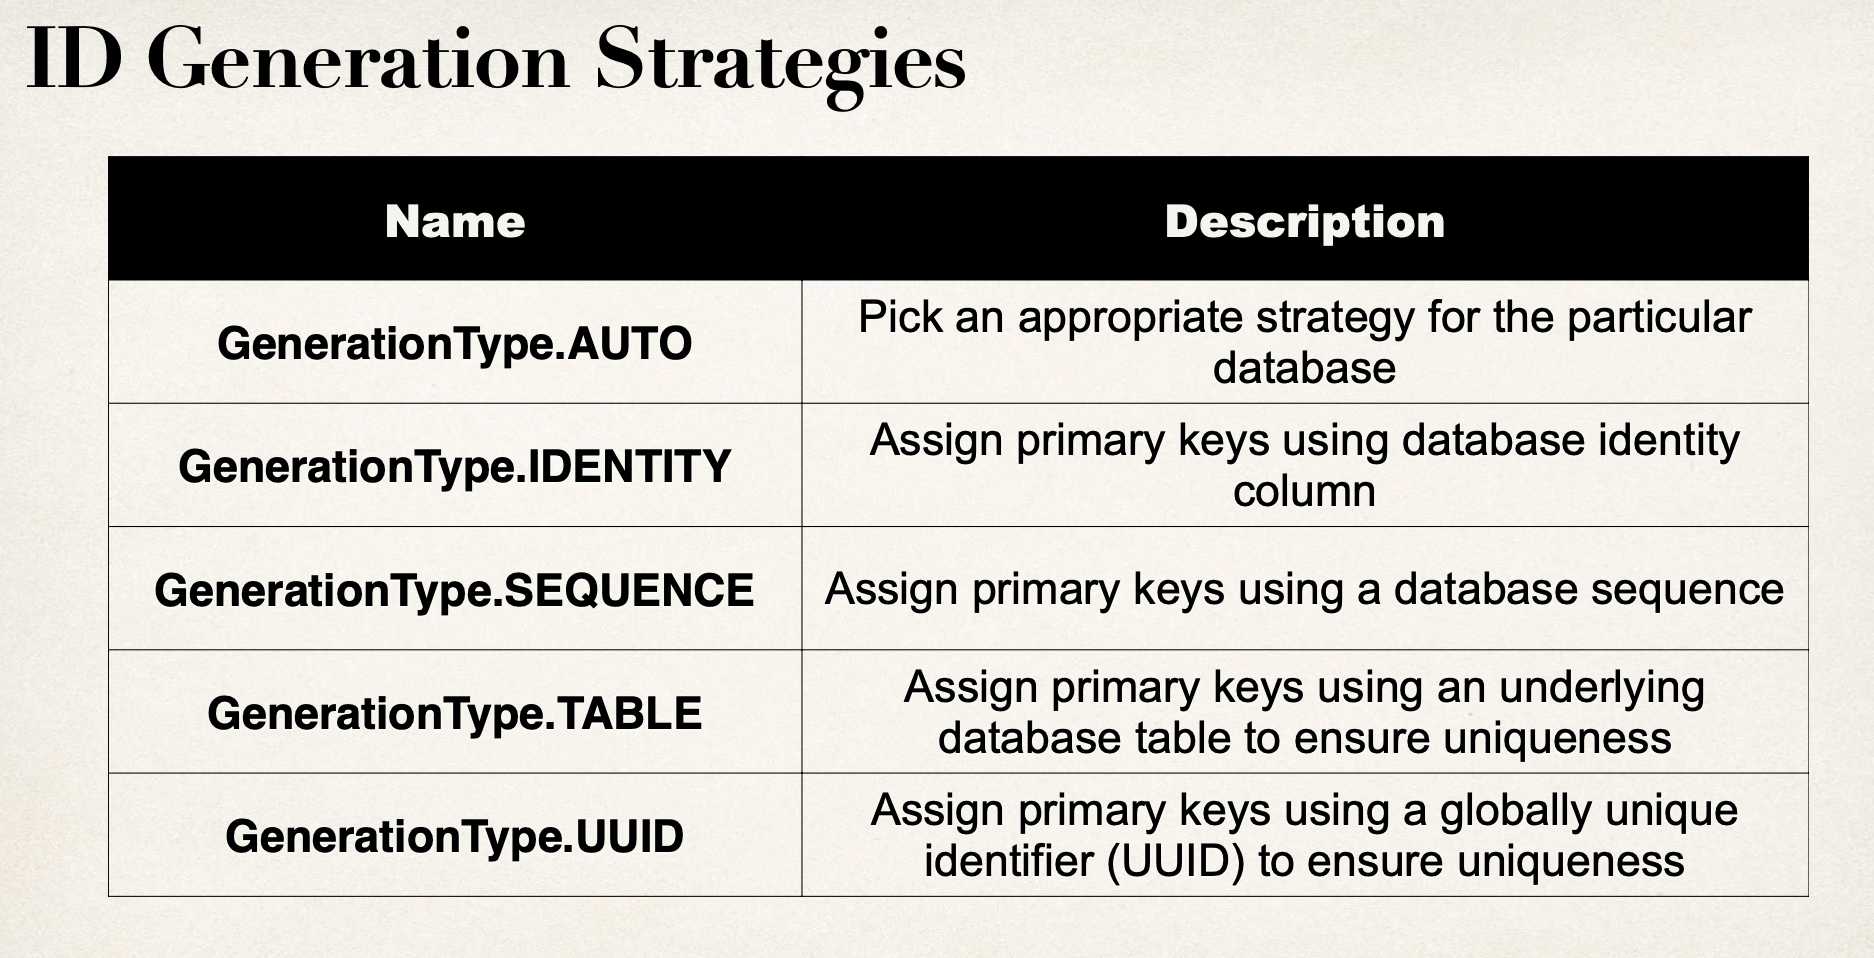 ID Generation Strategies
Name
Description
GenerationType.AUTO
Pick an appropriate strategy for the particular
database
GenerationType.IDENTITY
Assign primary keys using database identity
column
GenerationType.SEQUENCE
Assign primary keys using a database sequence
GenerationType.TABLE
Assign primary keys using an underlying
database table to ensure uniqueness
GenerationType.UUID
Assign primary keys using a globally unique
identifier (UUID) to ensure uniqueness